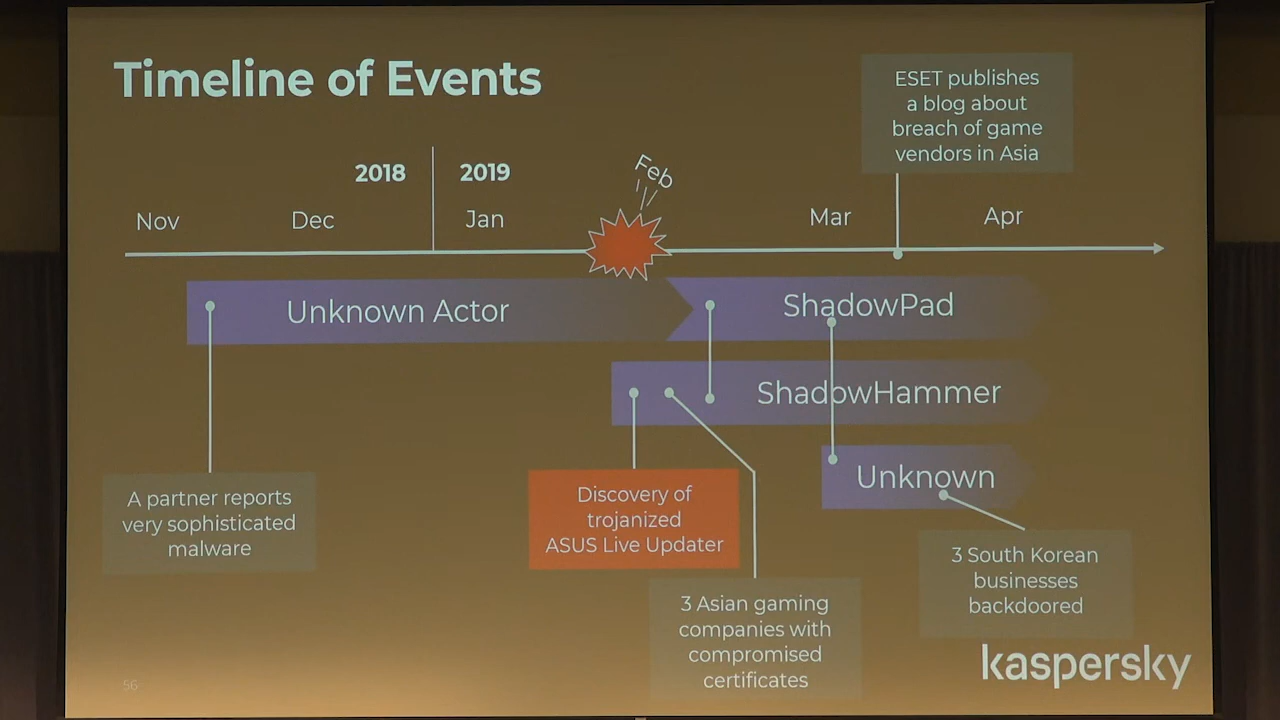 Timeline of Events
ESET publishes
a blog about
breach of game
vendors in Asia
2018
2019
Feb
Nov
Dec
Jan
Mar
Apr
Unknown Actor
ShadowPad
ShadowHammer
Unknown
A partner reports
very sophisticated
malware
Discovery of
trojanized
ASUS Live Updater
3 Asian gaming
companies with
compromised
certificates
3 South Korean
businesses
backdoored
kaspersky
56